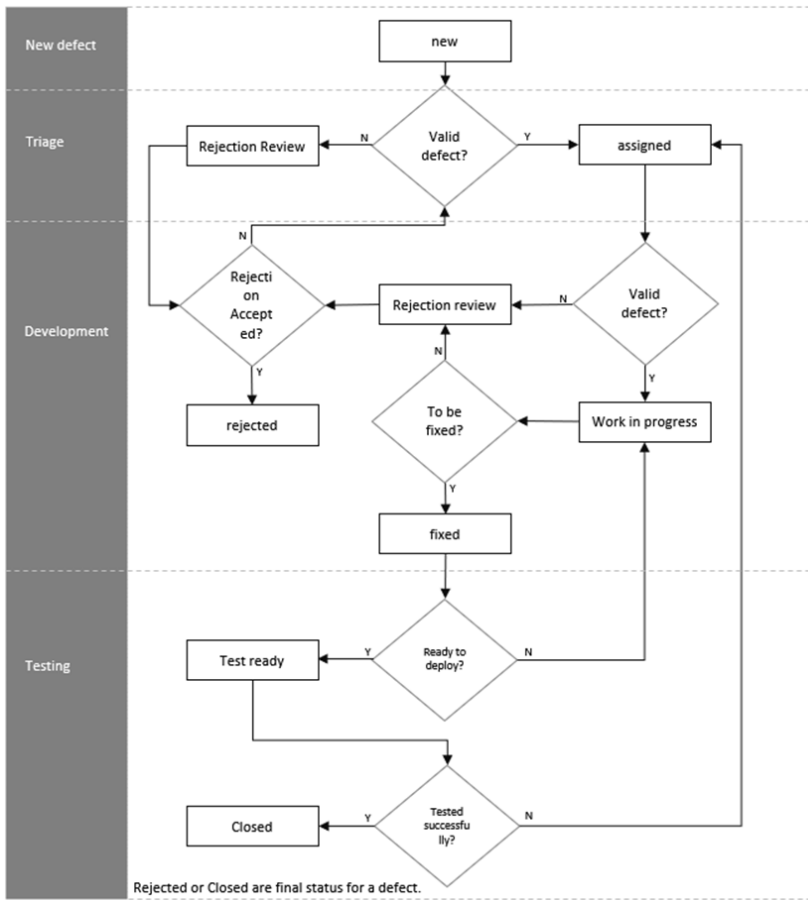 New defect
new
Triage
Rejection Review
N
Valid
defect?
Y
assigned
Development
N
Rejecti
on
Accept
ed?
Y
rejected
Rejection review
N
Valid
defect?
Y
N
To be
fixed?
Y
Work in progress
fixed
Testing
Test ready
Y
Ready to
deploy?
N
Closed
Y
Tested
successfu
lly?
N
Rejected or Closed are final status for a defect.